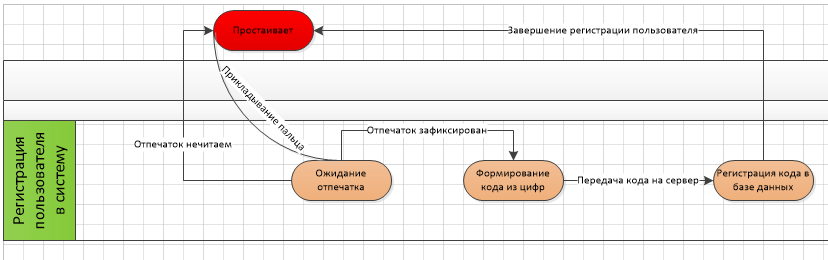 Простаивает
Завершение регистрации пользователя
Прикладывание пальца
Отпечаток зафиксирован
Отпечаток нечитаем
Регистрация
пользователя
в систему
Ожидание
отпечатка
Формирование
кода из цифр
Передача кода на сервер
Регистрация кода в
базе данных